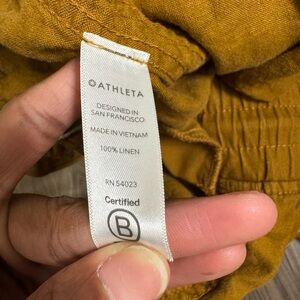 ATHLETA
DESIGNED IN
SAN FRANCISCO
MADE IN VIETNAM
100% LINEN
RN 54023
Certified
B